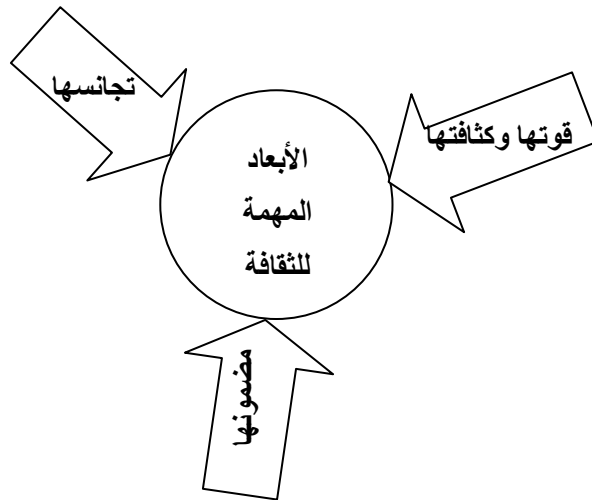 تجانسها
قوتها وكثافتها
الأبعاد
المهمة
للثقافة
مضمونها